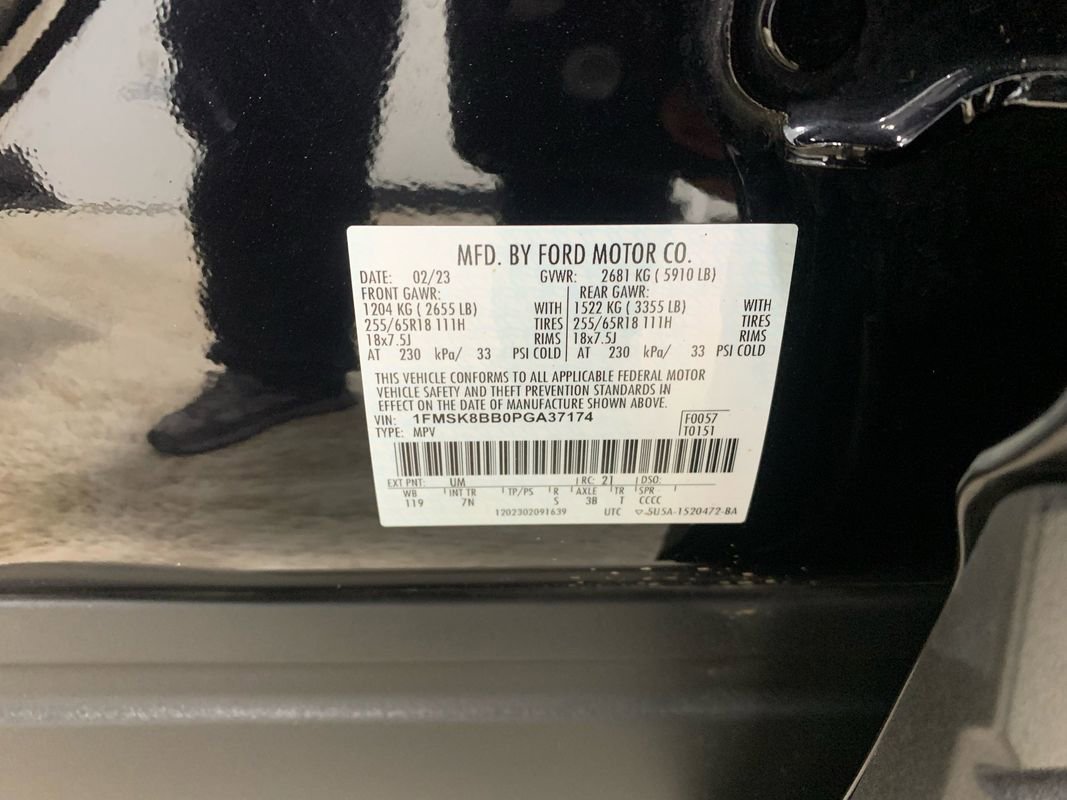 MFD. BY FORD MOTOR CO.
DATE: 02/23 GVWR: 2681 KG ( 5910 LB)
FRONT GAWR: REAR GAWR:
1204 KG ( 2655 LB) WITH 1522 KG ( 3355 LB) WITH
255/65R18 111H TIRES 255/65R18 111H TIRES
18x7.5J RIMS 18x7.5J RIMS
AT 230 kPa/ 33 PSI COLD AT 230 kPa/ 33 PSI COLD
THIS VEHICLE CONFORMS TO ALL APPLICABLE FEDERAL MOTOR
VEHICLE SAFETY AND THEFT PREVENTION STANDARDS IN
EFFECT ON THE DATE OF MANUFACTURE SHOWN ABOVE.
VIN: 1FMSK8BB0PGA37174 F0057
TYPE: MPV T0151
EXT PNT: UM RC: 21 DSO:
WB INT TR TP/PS R AXLE TR SPR
119 7N S 3B T CCCC
1202302091639 UTC 5U5A-1520472-BA